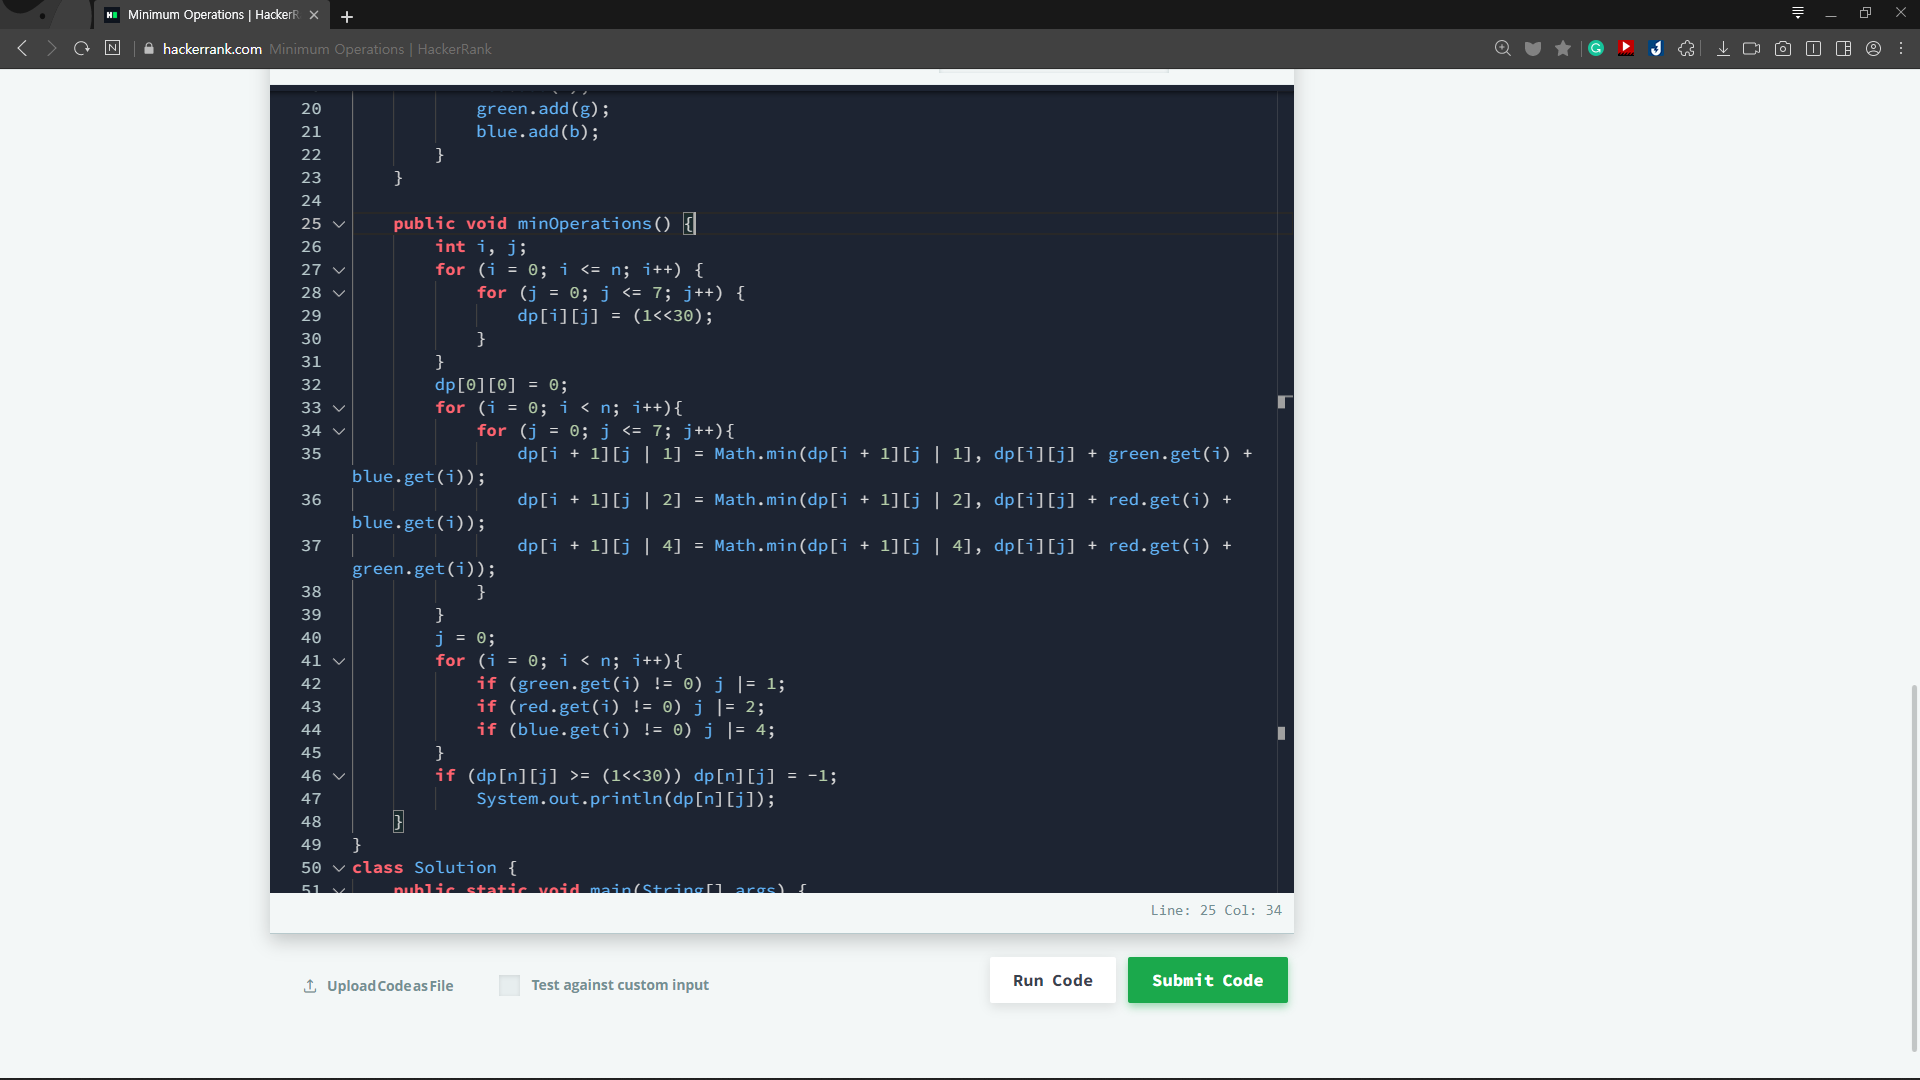 Minimum Operations | HackerR
hackerrank.com Minimum Operations | HackerRank
20 green.add(g);
21 blue.add(b);
22 }
23 }
24
25 public void minOperations() {
26 int i, j;
27 for (i = 0; i <= n; i++) {
28 for (j = 0; j <= 7; j++) {
29 dp[i][j] = (1<<30);
30 }
31 }
32 dp[0][0] = 0;
33 for (i = 0; i < n; i++){
34 for (j = 0; j <= 7; j++){
35 dp[i + 1][j | 1] = Math.min(dp[i + 1][j | 1], dp[i][j] + green.get(i) +
blue.get(i));
36 dp[i + 1][j | 2] = Math.min(dp[i + 1][j | 2], dp[i][j] + red.get(i) +
blue.get(i));
37 dp[i + 1][j | 4] = Math.min(dp[i + 1][j | 4], dp[i][j] + red.get(i) +
green.get(i));
38 }
39 }
40 j = 0;
41 for (i = 0; i < n; i++){
42 if (green.get(i) != 0) j |= 1;
43 if (red.get(i) != 0) j |= 2;
44 if (blue.get(i) != 0) j |= 4;
45 }
46 if (dp[n][j] >= (1<<30)) dp[n][j] = -1;
47 System.out.println(dp[n][j]);
48 }
49 }
50 class Solution {
51 public static void main(String[] args) {
Line: 25 Col: 34
Upload Code as File
Test against custom input
Run Code
Submit Code